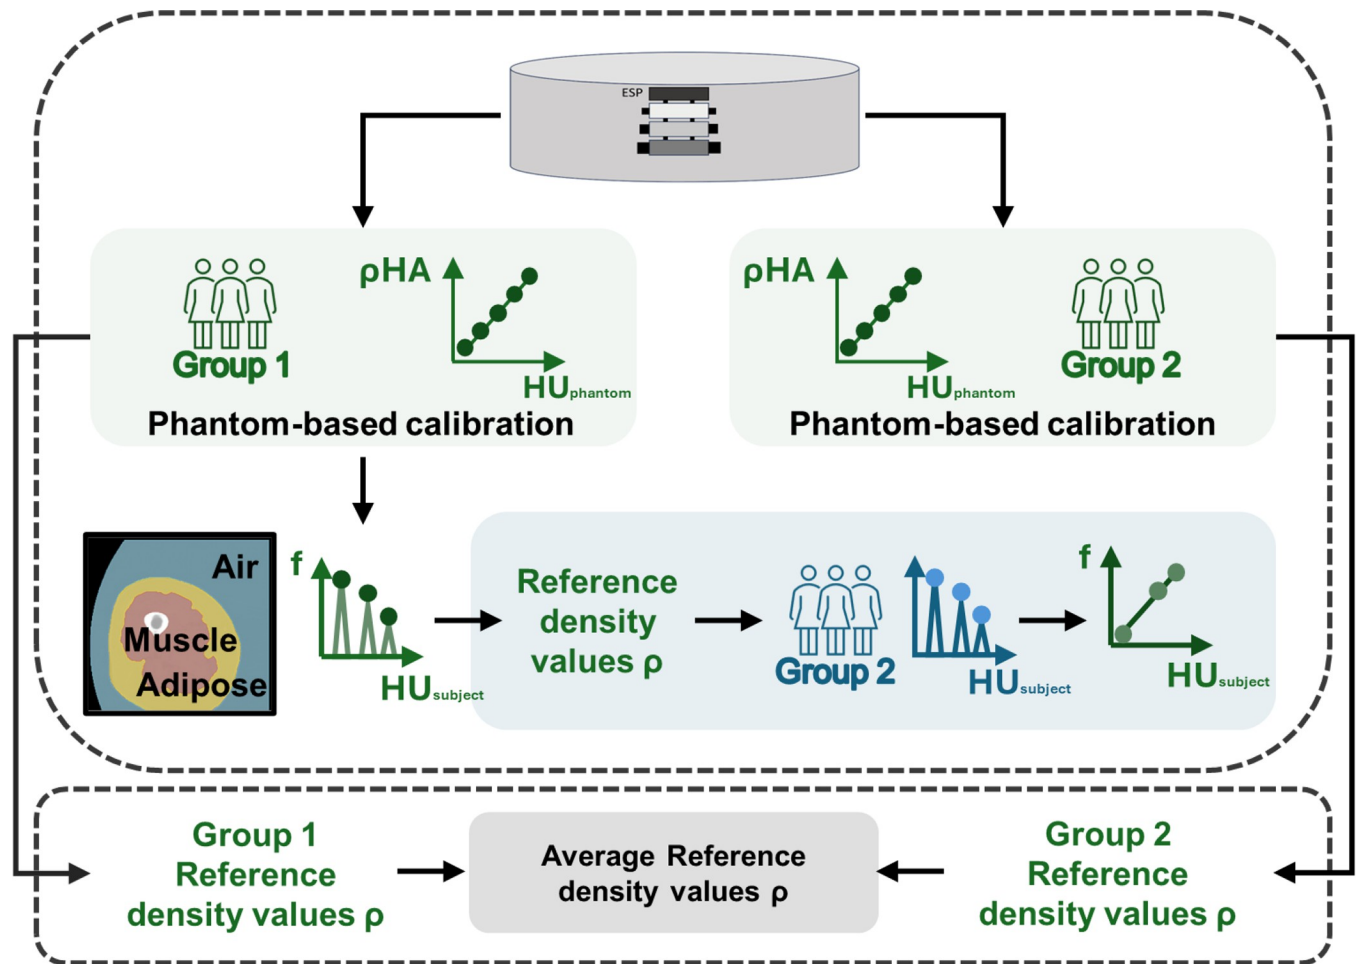 ESP
ρHA
HUphantom
Group 1
Phantom-based calibration
ρHA
HUphantom
Group 2
Phantom-based calibration
Air
Muscle
Adipose
f
HUsubject
Reference
density
values ρ
Group 2
HUsubject
f
HUsubject
Group 1
Reference
density values ρ
Average Reference
density values ρ
Group 2
Reference
density values ρ